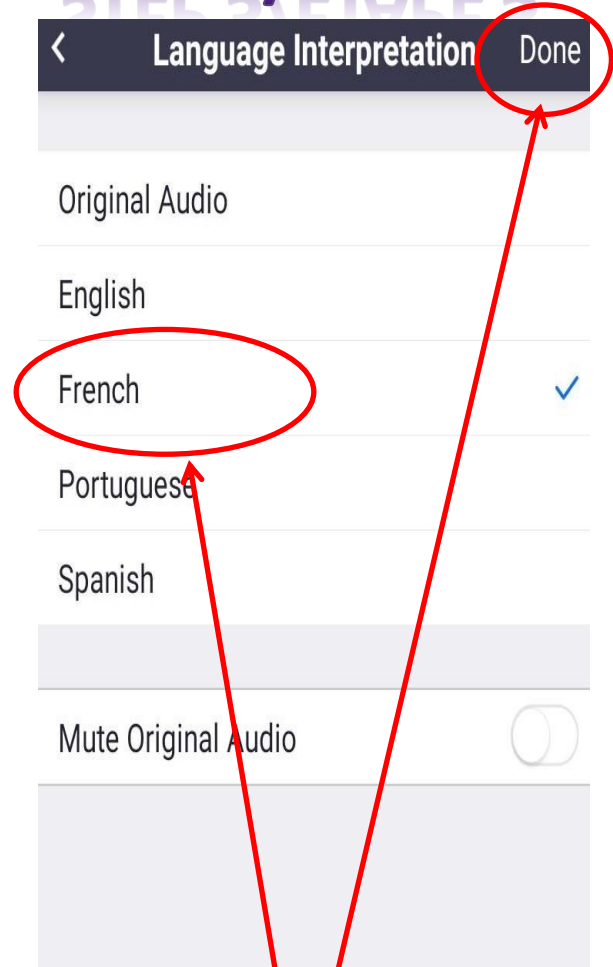 Language Interpretation Done
Original Audio
English
French
Portuguese
Spanish
Mute Original Audio